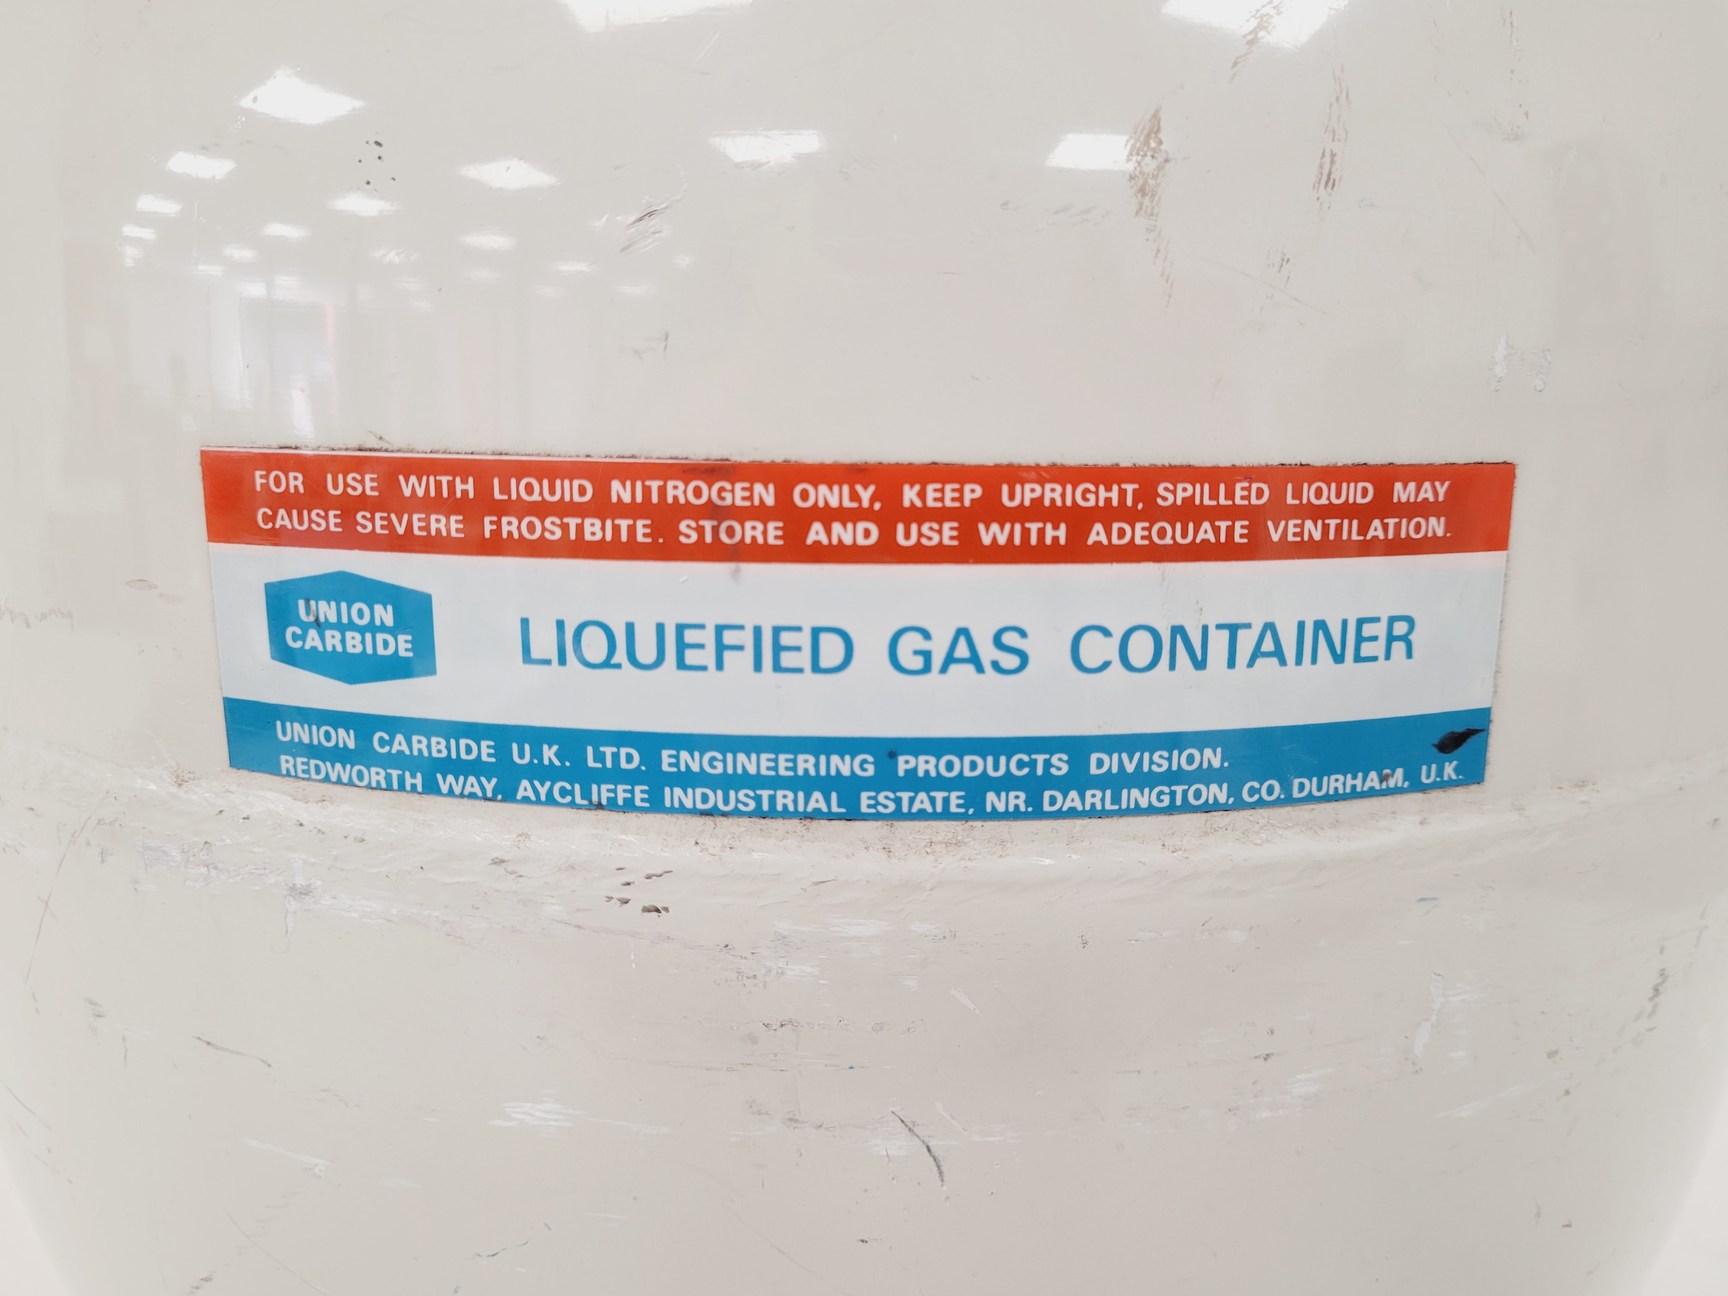 FOR USE WITH LIQUID NITROGEN ONLY, KEEP UPRIGHT, SPILLED LIQUID MAY
CAUSE SEVERE FROSTBITE. STORE AND USE WITH ADEQUATE VENTILATION.
UNION
CARBIDE
LIQUEFIED GAS CONTAINER
UNION CARBIDE U.K. LTD. ENGINEERING PRODUCTS DIVISION.
REDWORTH WAY, AYCLIFFE INDUSTRIAL ESTATE, NR. DARLINGTON, CO. DURHAM, U.K.